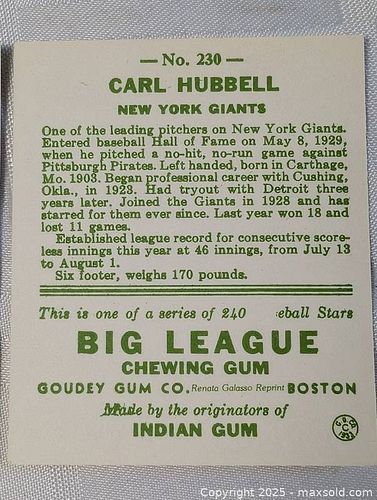 — No. 230 —
CARL HUBBELL
NEW YORK GIANTS
One of the leading pitchers on New York Giants.
Entered baseball Hall of Fame on May 8, 1929,
when he pitched a no-hit, no-run game against
Pittsburgh Pirates. Left handed, born in Carthage,
Mo. 1903. Began professional career with Cushing,
Okla., in 1923. Had tryout with Detroit three
years later. Joined the Giants in 1928 and has
starred for them ever since. Last year won 18 and
lost 11 games.
Established league record for consecutive score-
less innings this year at 46 innings, from July 13
to August 1.
Six footer, weighs 170 pounds.
This is one of a series of 240 eball Stars
BIG LEAGUE
CHEWING GUM
GOUDEY GUM CO. Renata Galasso Reprint BOSTON
Made by the originators of
INDIAN GUM
Copyright 2025 - maxsold.com